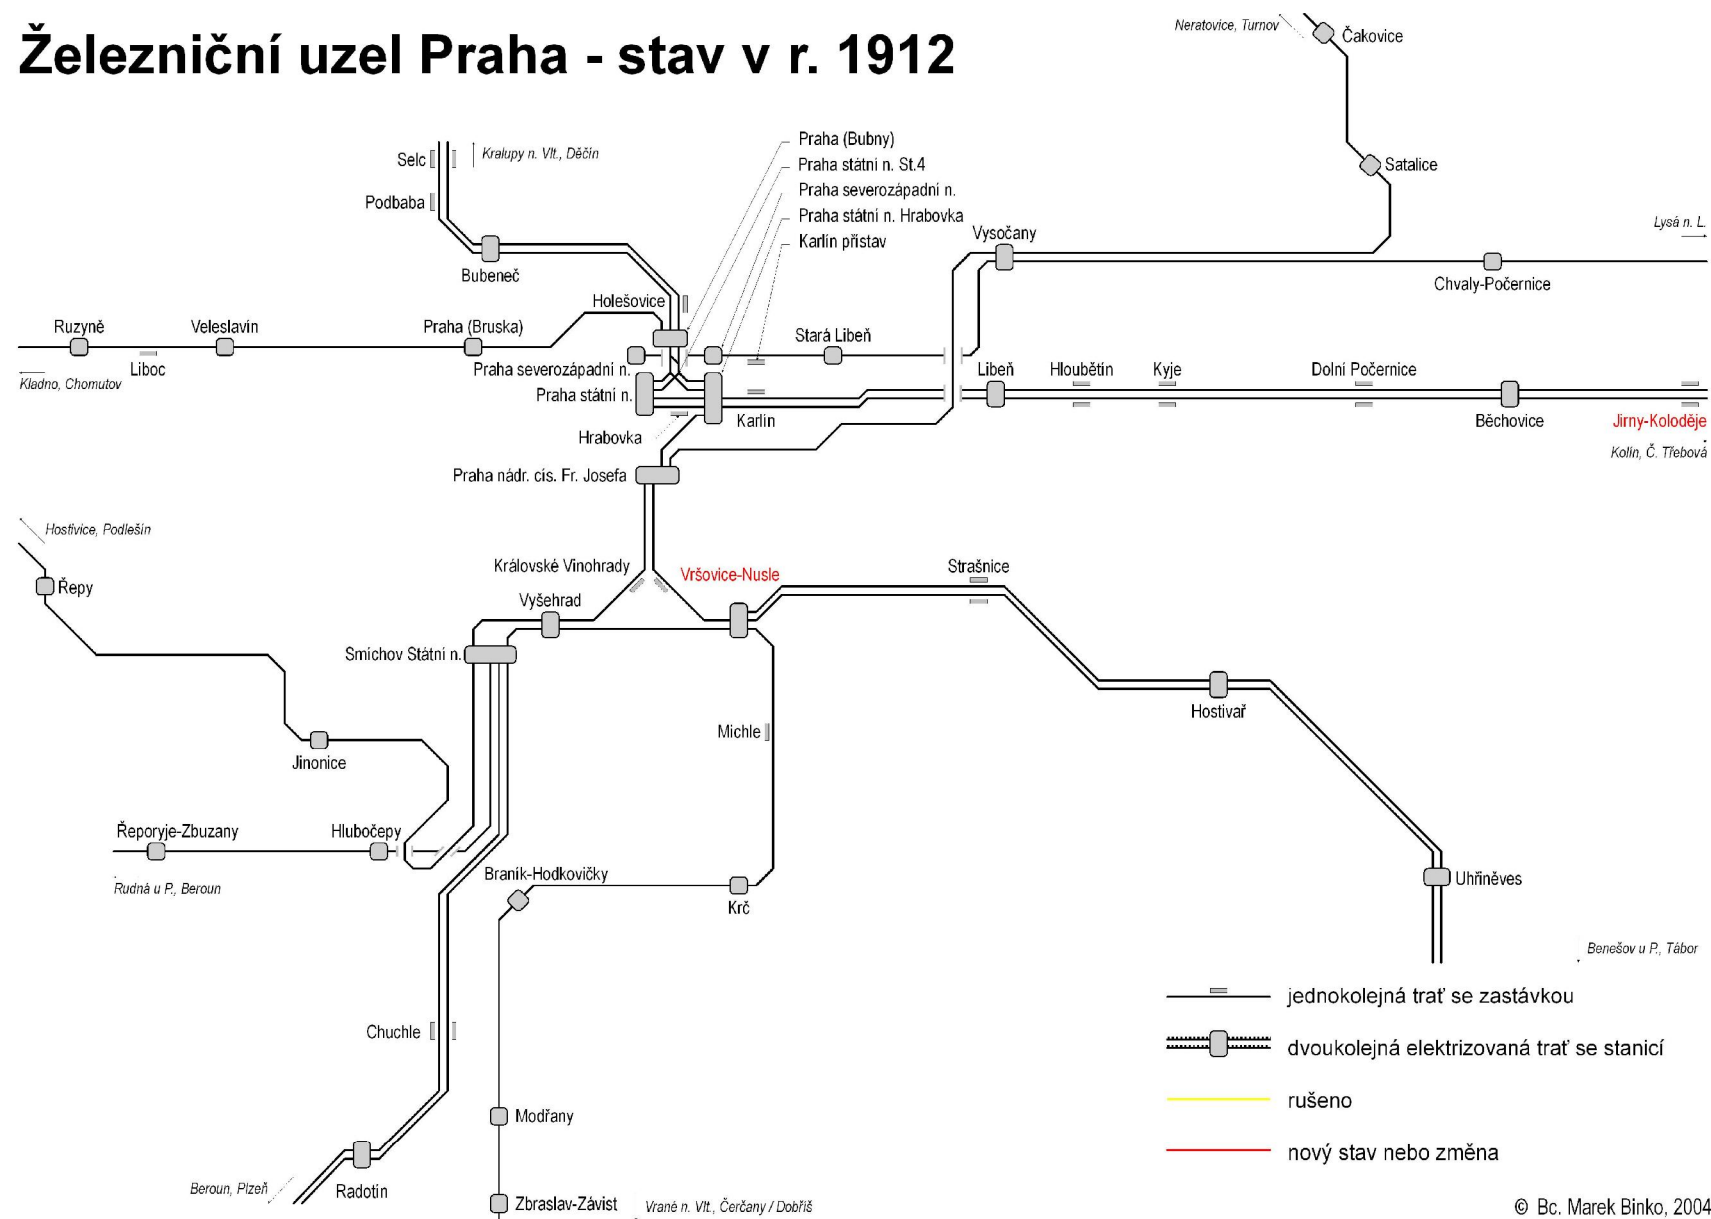 Železniční uzel Praha - stav v r. 1912
Neratovice, Turnov
Čakovice
Praha (Bubny)
Selc
Kralupy n. Vlt., Děčín
Praha státní n. St.4
Satalice
Praha severozápadní n.
Podbaba
Praha státní n. Hrabovka
Lysá n. L.
Vysočany
Karlín přístav
Bubeneč
Chvaly-Počernice
Holešovice
Ruzyně
Veleslavín
Praha (Bruska)
Stará Libeň
Liboc
Praha severozápadní n.
Libeň
Hloubětín
Kyje
Dolní Počernice
Kladno, Chomutov
Praha státní n.
Karlín
Běchovice
Jirny-Koloděje
Hrabovka
Kolín, Č. Třebová
Praha nádr. cís. Fr. Josefa
Hostivice, Podlešín
Královské Vinohrady
Vršovice-Nusle
Strašnice
Řepy
Vyšehrad
Smíchov Státní n.
Hostivař
Michle
Jinonice
Řeporyje-Zbuzany
Hlubočepy
Rudná u P., Beroun
Braník-Hodkovičky
Uhříněves
Krč
Benešov u P., Tábor
jednokolejná trať se zastávkou
Chuchle
dvoukolejná elektrizovaná trať se stanicí
rušeno
Modřany
nový stav nebo změna
Beroun, Plzeň
Radotín
Zbraslav-Závist
Vrané n. Vlt., Čerčany / Dobříš
© Bc. Marek Binko, 2004